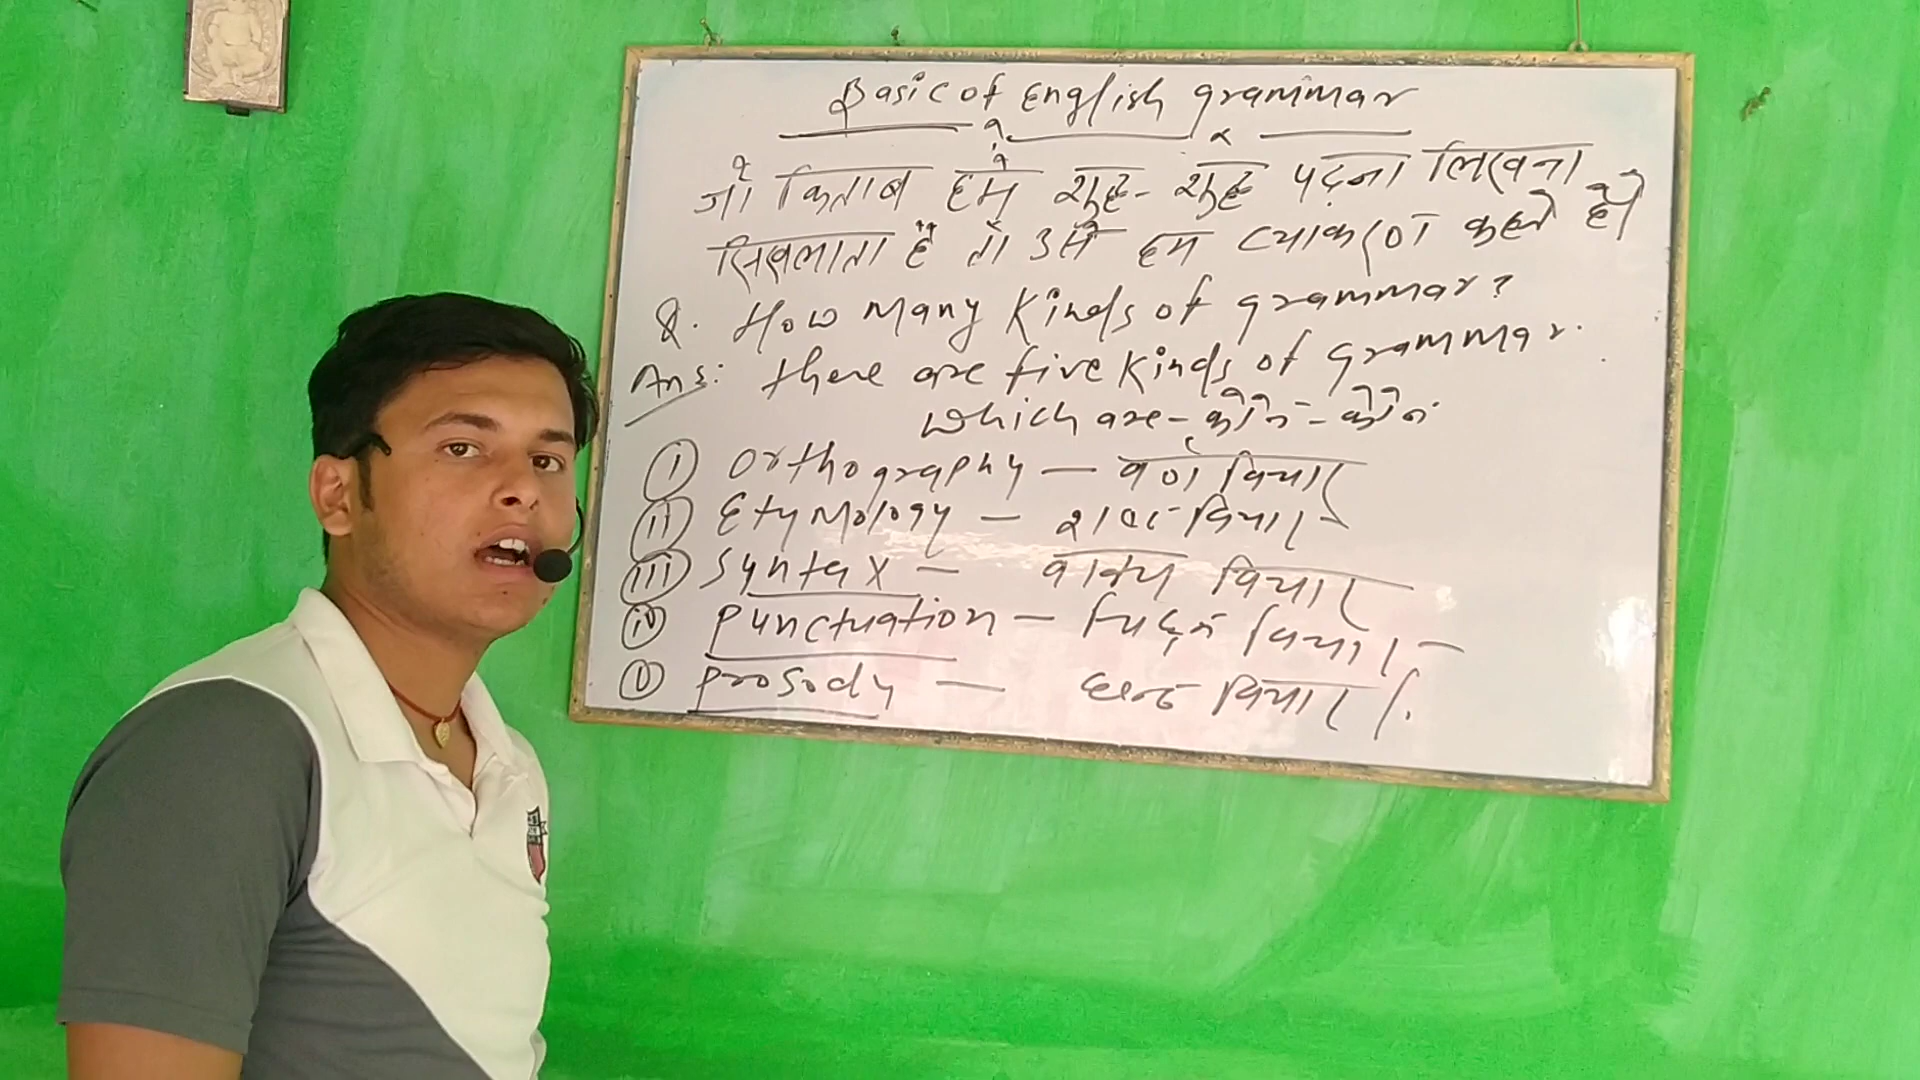 Basic of English grammar
जो किताब हमें शुद्ध-शुद्ध पढ़ना लिखना
सिखलाता है तो उसे हम व्याकरण कहते हैं।
Q. How Many Kinds of grammar?
Ans: There are five Kinds of Grammar.
which are - कौन-कौन
(i) Orthography — वर्ण विचार
(ii) Etymology — शब्द विचार
(iii) Syntax — वाक्य विचार
(iv) Punctuation — चिह्न विचार
(v) Prosody — छन्द विचार।